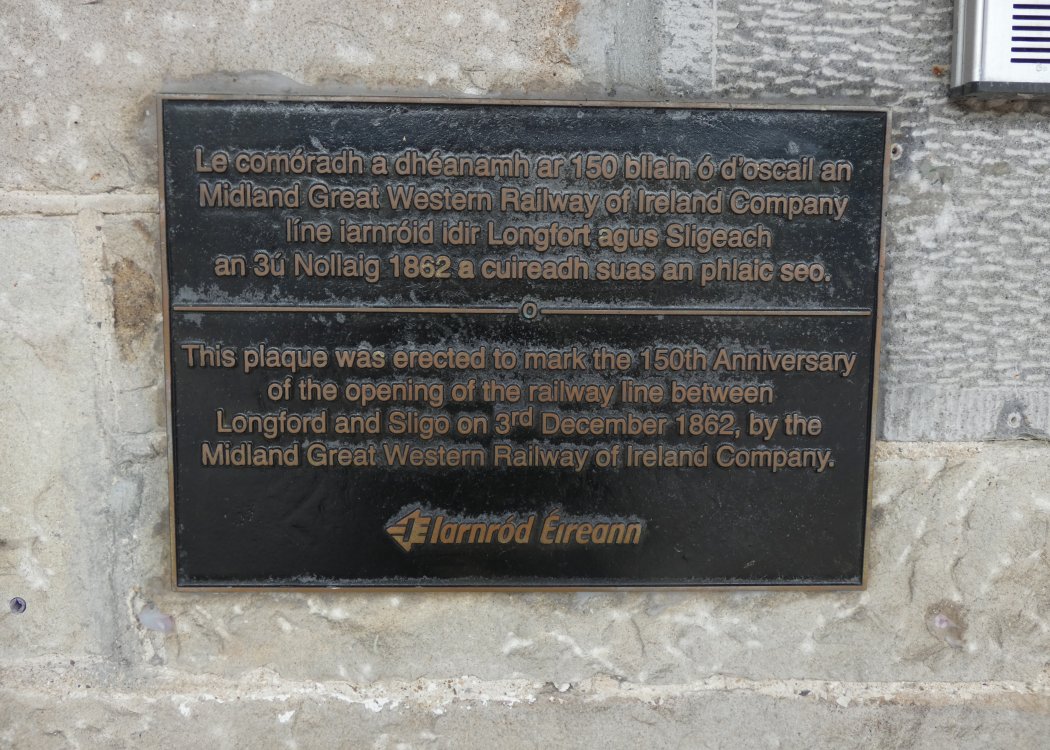 Le comóradh a dhéanamh ar 150 bliain ó d'oscail an
Midland Great Western Railway of Ireland Company
líne iarnróid idir Longfort agus Sligeach
an 3ú Nollaig 1862 a cuireadh suas an phlaic seo.
This plaque was erected to mark the 150th Anniversary
of the opening of the railway line between
Longford and Sligo on 3rd December 1862, by the
Midland Great Western Railway of Ireland Company.
Iarnród Éireann